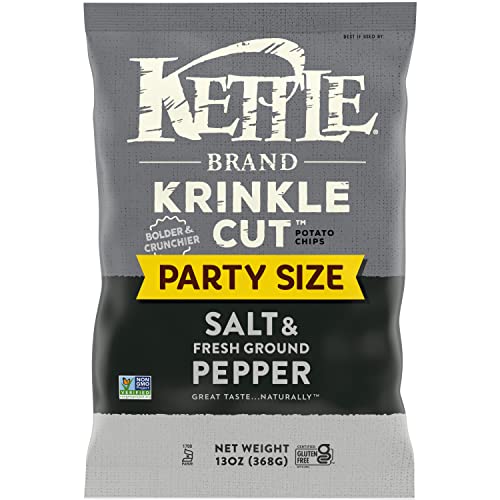 BEST IF USED BY
KETTLE®
BRAND
KRINKLE
CUT™
POTATO
CHIPS
BOLDER &
CRUNCHIER
PARTY SIZE
SALT &
FRESH GROUND
PEPPER
GREAT TASTE...NATURALLY™
NON
GMO
Project
VERIFIED
NET WEIGHT
13OZ (368G)
CERTIFIED
GLUTEN
FREE